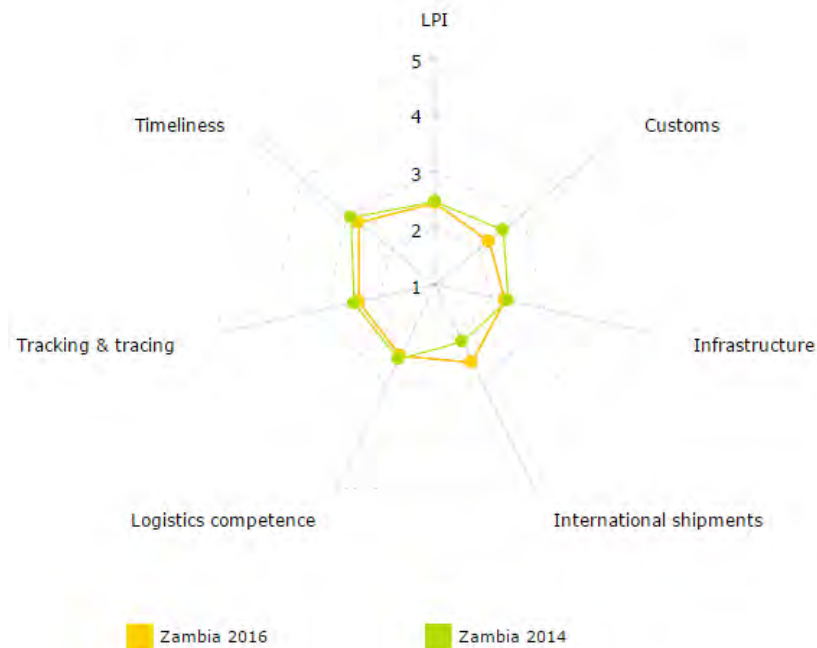 LPI
5
4
3
2
1
Timeliness
Customs
Tracking & tracing
Infrastructure
Logistics competence
International shipments
Zambia 2016
Zambia 2014